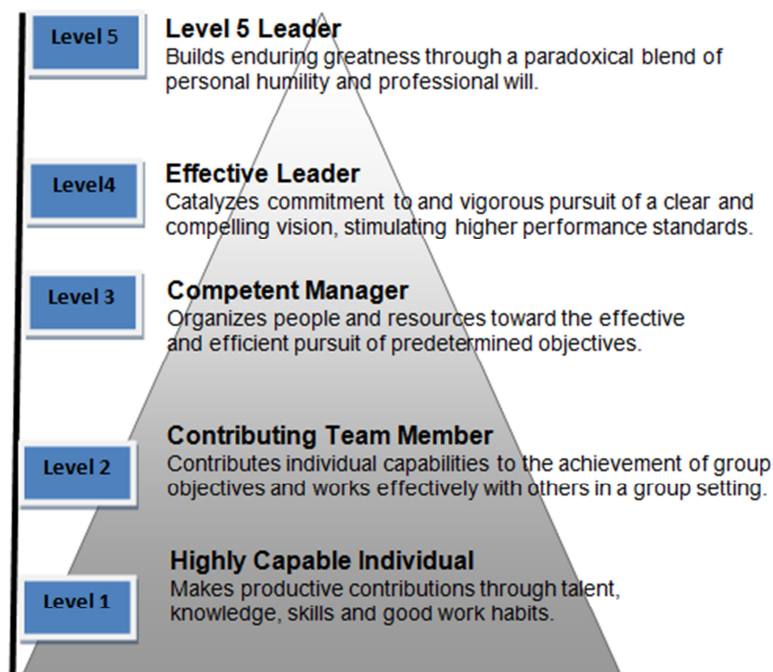 Level 5
Level 5 Leader
Builds enduring greatness through a paradoxical blend of
personal humility and professional will.
Level4
Effective Leader
Catalyzes commitment to and vigorous pursuit of a clear and
compelling vision, stimulating higher performance standards.
Level 3
Competent Manager
Organizes people and resources toward the effective
and efficient pursuit of predetermined objectives.
Level 2
Contributing Team Member
Contributes individual capabilities to the achievement of group
objectives and works effectively with others in a group setting.
Level 1
Highly Capable Individual
Makes productive contributions through talent,
knowledge, skills and good work habits.